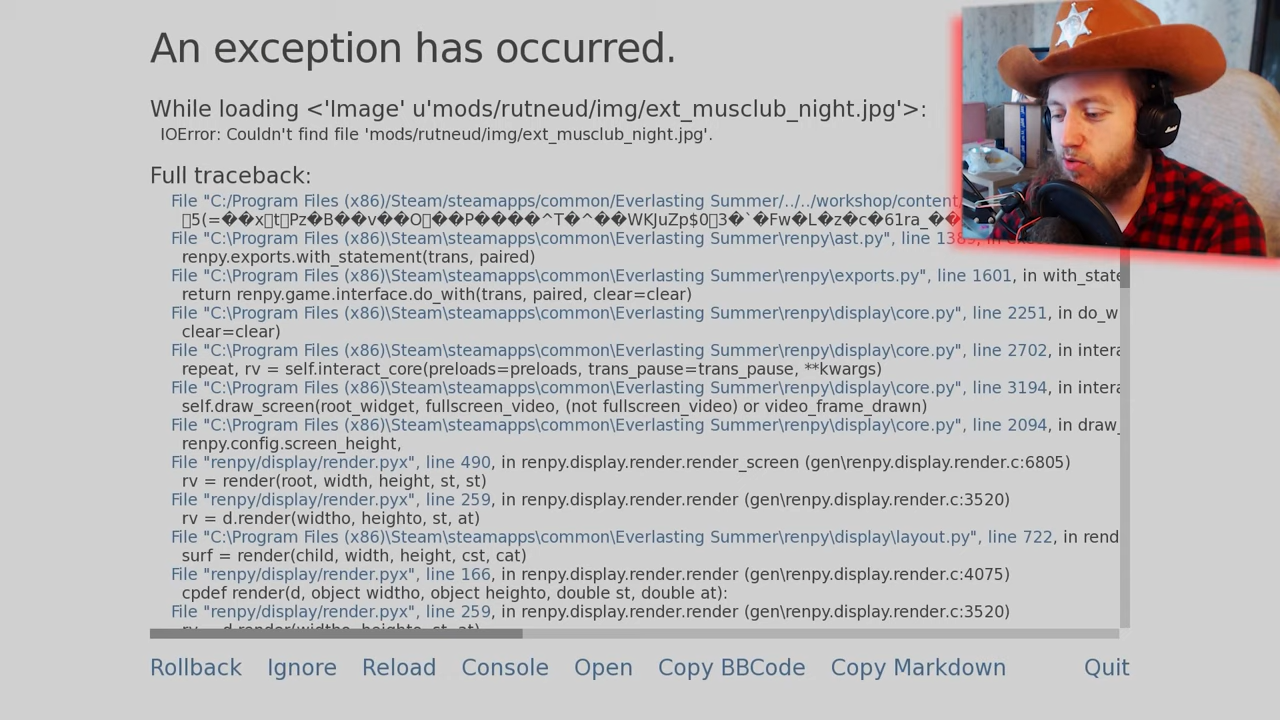 An exception has occurred.
While loading <'Image' u'mods/rutneud/img/ext_musclub_night.jpg'>:
IOError: Couldn't find file 'mods/rutneud/img/ext_musclub_night.jpg'.
Full traceback:
File "C:/Program Files (x86)/Steam/steamapps/common/Everlasting Summer/../../workshop/content
File "C:\Program Files (x86)\Steam\steamapps\common\Everlasting Summer\renpy\ast.py", line
renpy.exports.with_statement(trans, paired)
File "C:\Program Files (x86)\Steam\steamapps\common\Everlasting Summer\renpy\exports.py", line 1601, in with_state
return renpy.game.interface.do_with(trans, paired, clear=clear)
File "C:\Program Files (x86)\Steam\steamapps\common\Everlasting Summer\renpy\display\core.py", line 2251, in do_w
clear=clear)
File "C:\Program Files (x86)\Steam\steamapps\common\Everlasting Summer\renpy\display\core.py", line 2702, in intera
repeat, rv = self.interact_core(preloads=preloads, trans_pause=trans_pause, **kwargs)
File "C:\Program Files (x86)\Steam\steamapps\common\Everlasting Summer\renpy\display\core.py", line 3194, in intera
self.draw_screen(root_widget, fullscreen_video, (not fullscreen_video) or video_frame_drawn)
File "C:\Program Files (x86)\Steam\steamapps\common\Everlasting Summer\renpy\display\core.py", line 2094, in draw_
renpy.config.screen_height,
File "renpy/display/render.pyx", line 490, in renpy.display.render.render_screen (gen\renpy.display.render.c:6805)
rv = render(root, width, height, st, st)
File "renpy/display/render.pyx", line 259, in renpy.display.render.render (gen\renpy.display.render.c:3520)
rv = d.render(widtho, heighto, st, at)
File "C:\Program Files (x86)\Steam\steamapps\common\Everlasting Summer\renpy\display\layout.py", line 722, in rend
surf = render(child, width, height, cst, cat)
File "renpy/display/render.pyx", line 166, in renpy.display.render.render (gen\renpy.display.render.c:4075)
cpdef render(d, object widtho, object heighto, double st, double at):
File "renpy/display/render.pyx", line 259, in renpy.display.render.render (gen\renpy.display.render.c:3520)
rv = d.render(widtho, heighto, st, at)
Rollback Ignore Reload Console Open Copy BBCode Copy Markdown Quit